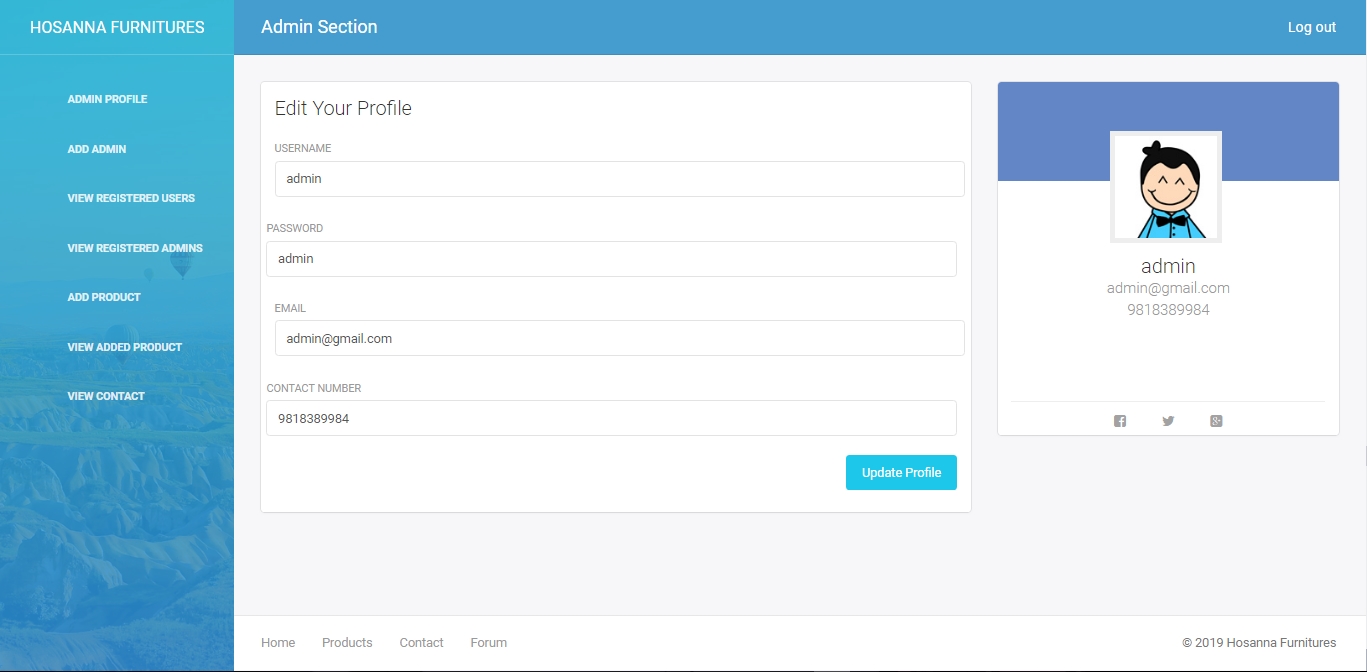 HOSANNA FURNITURES
Admin Section
Log out
ADMIN PROFILE
ADD ADMIN
VIEW REGISTERED USERS
VIEW REGISTERED ADMINS
ADD PRODUCT
VIEW ADDED PRODUCT
VIEW CONTACT
Edit Your Profile
USERNAME
admin
PASSWORD
admin
EMAIL
admin@gmail.com
CONTACT NUMBER
9818389984
Update Profile
admin
admin@gmail.com
9818389984
Home Products Contact Forum
© 2019 Hosanna Furnitures